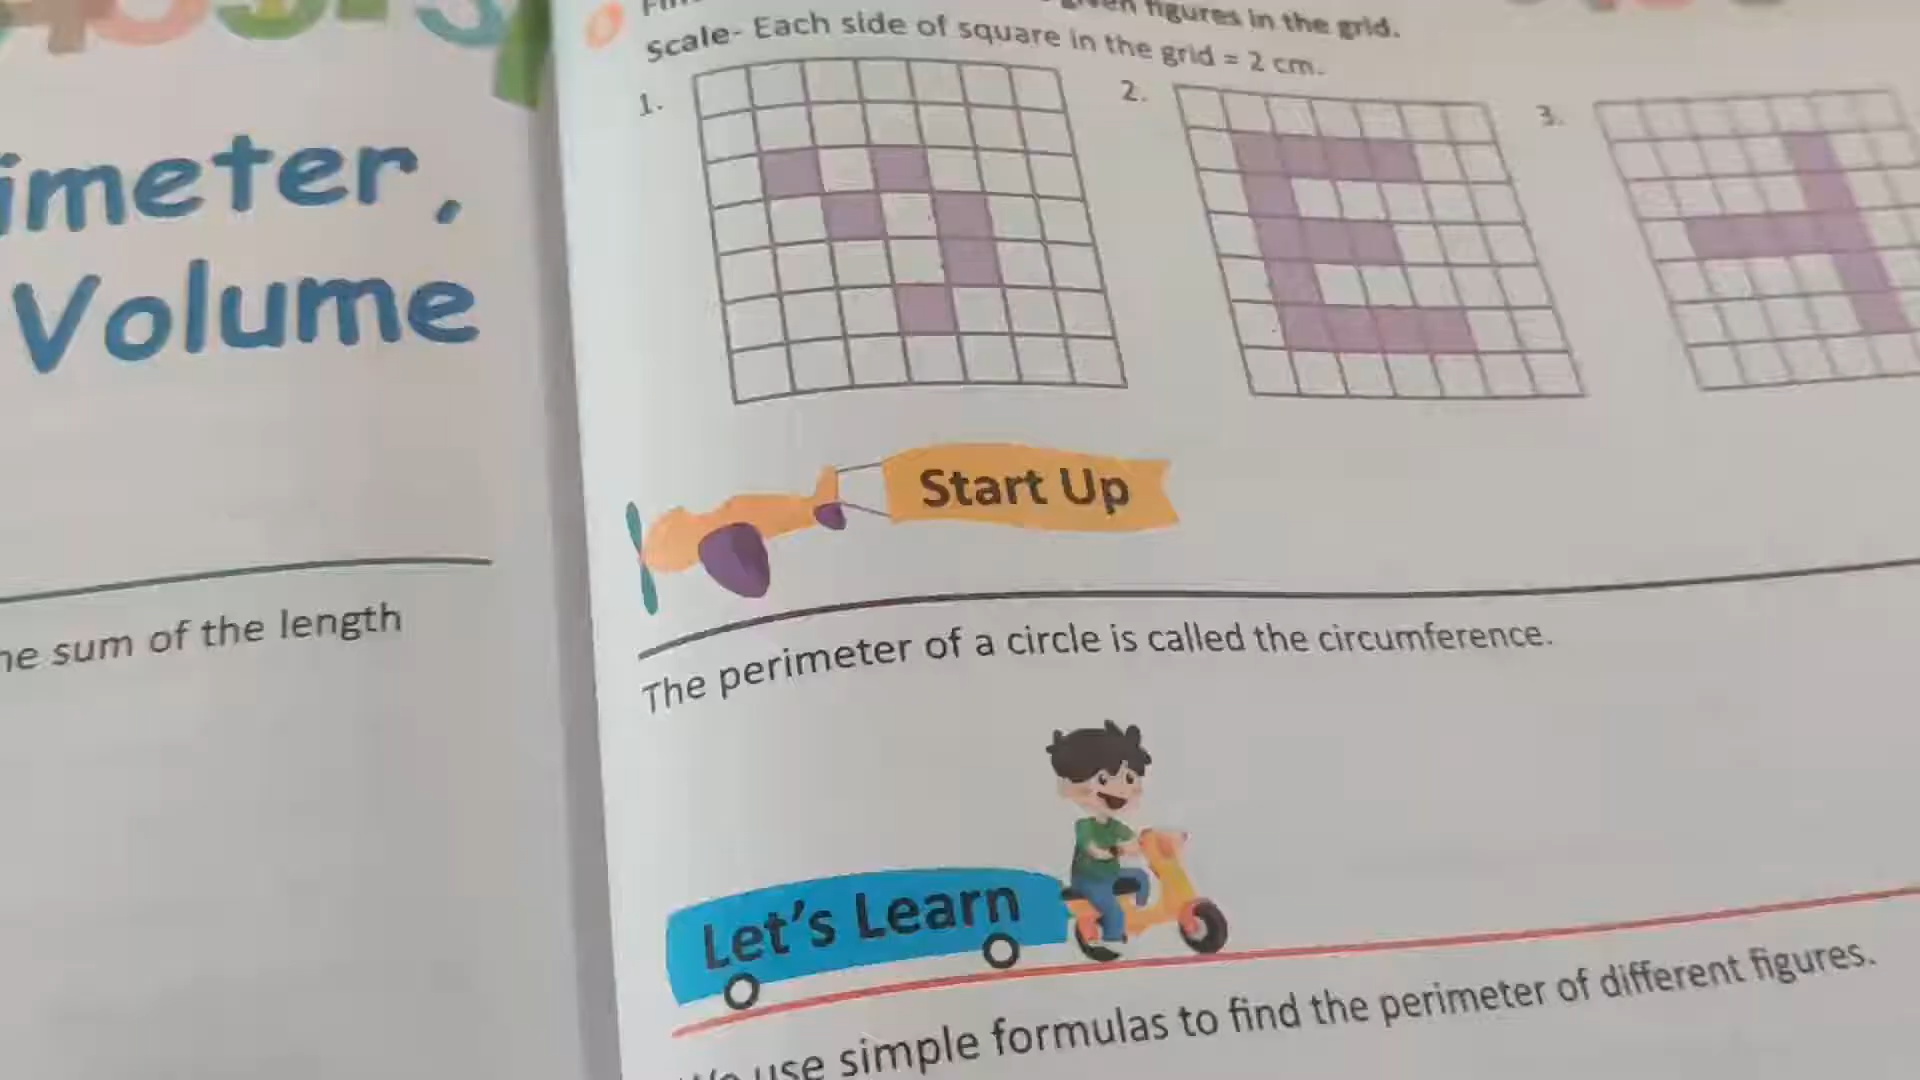 imeter,
Volume
he sum of the length
figures in the grid.
Scale- Each side of square in the grid = 2 cm.
1.
2.
3.
Start Up
The perimeter of a circle is called the circumference.
Let's Learn
use simple formulas to find the perimeter of different figures.